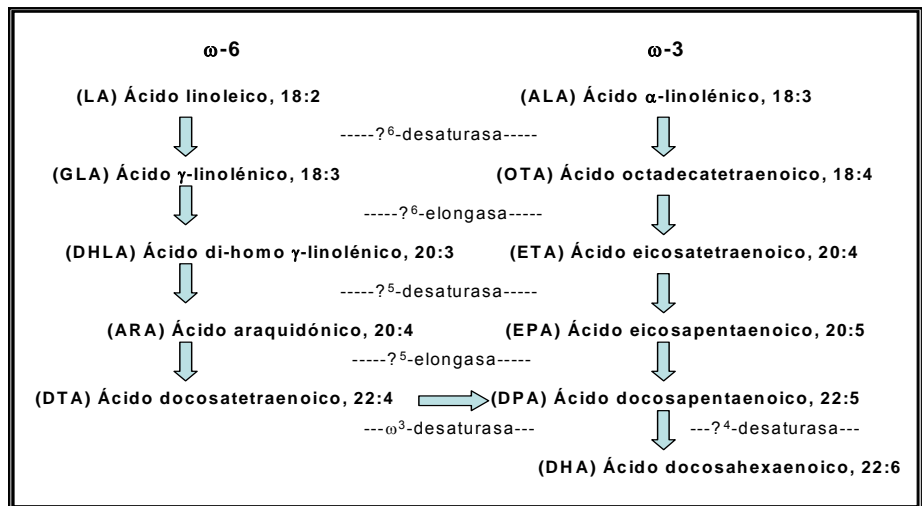 ω-6 ω-3
(LA) Ácido linoleico, 18:2 (ALA) Ácido α-linolénico, 18:3
-----?⁶-desaturasa-----
(GLA) Ácido γ-linolénico, 18:3 (OTA) Ácido octadecatetraenoico, 18:4
-----?⁶-elongasa-----
(DHLA) Ácido di-homo γ-linolénico, 20:3 (ETA) Ácido eicosatetraenoico, 20:4
-----?⁵-desaturasa-----
(ARA) Ácido araquidónico, 20:4 (EPA) Ácido eicosapentaenoico, 20:5
-----?⁵-elongasa-----
(DTA) Ácido docosatetraenoico, 22:4 (DPA) Ácido docosapentaenoico, 22:5
---ω³-desaturasa--- ---?⁴-desaturasa---
(DHA) Ácido docosahexaenoico, 22:6